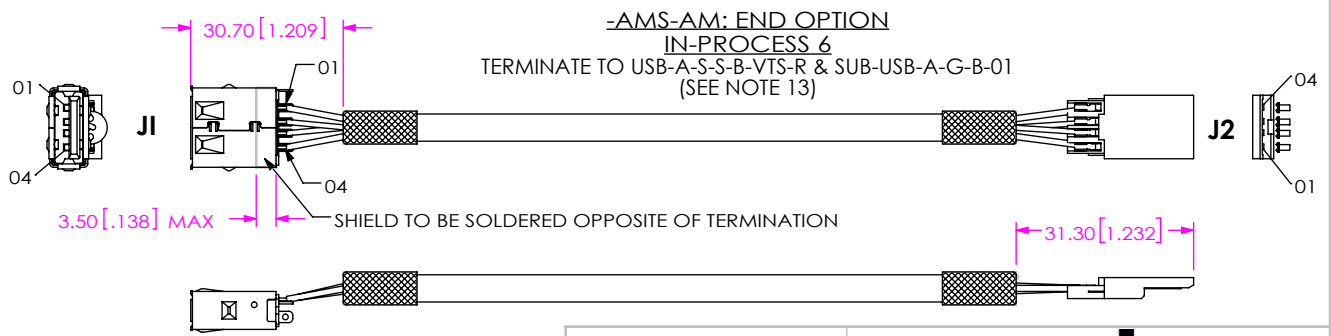 -AMS-AM: END OPTION
IN-PROCESS 6
TERMINATE TO USB-A-S-S-B-VTS-R & SUB-USB-A-G-B-01
(SEE NOTE 13)
30.70 [1.209]
01
01
04
J1
J2
04
04
01
3.50 [.138] MAX
SHIELD TO BE SOLDERED OPPOSITE OF TERMINATION
31.30 [1.232]